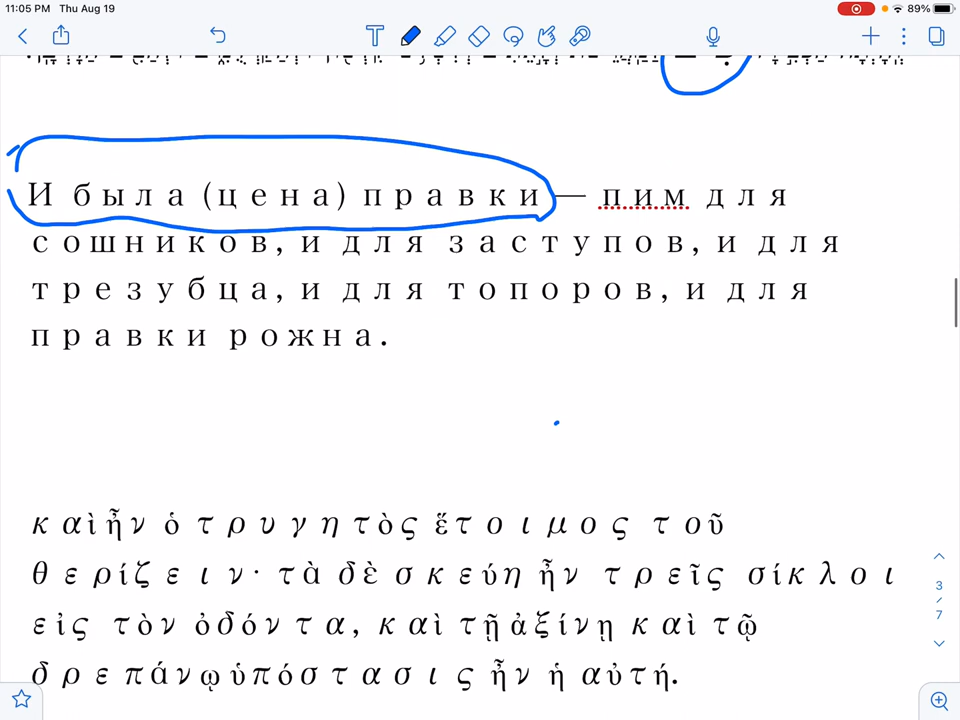 11:05 PM Thu Aug 19 89%
И была (цена) правки — пим для
сошников, и для заступов, и для
трезубца, и для топоров, и для
правки рожна.
καὶ ἦν ὁ τρυγητὸς ἕτοιμος τοῦ
θερίζειν· τὰ δὲ σκεύη ἦν τρεῖς σίκλοι
εἰς τὸν ὀδόντα, καὶ τῇ ἀξίνῃ καὶ τῷ
δρεπάνῳ ὑπόστασις ἦν ἡ αὐτή.
3
/
7